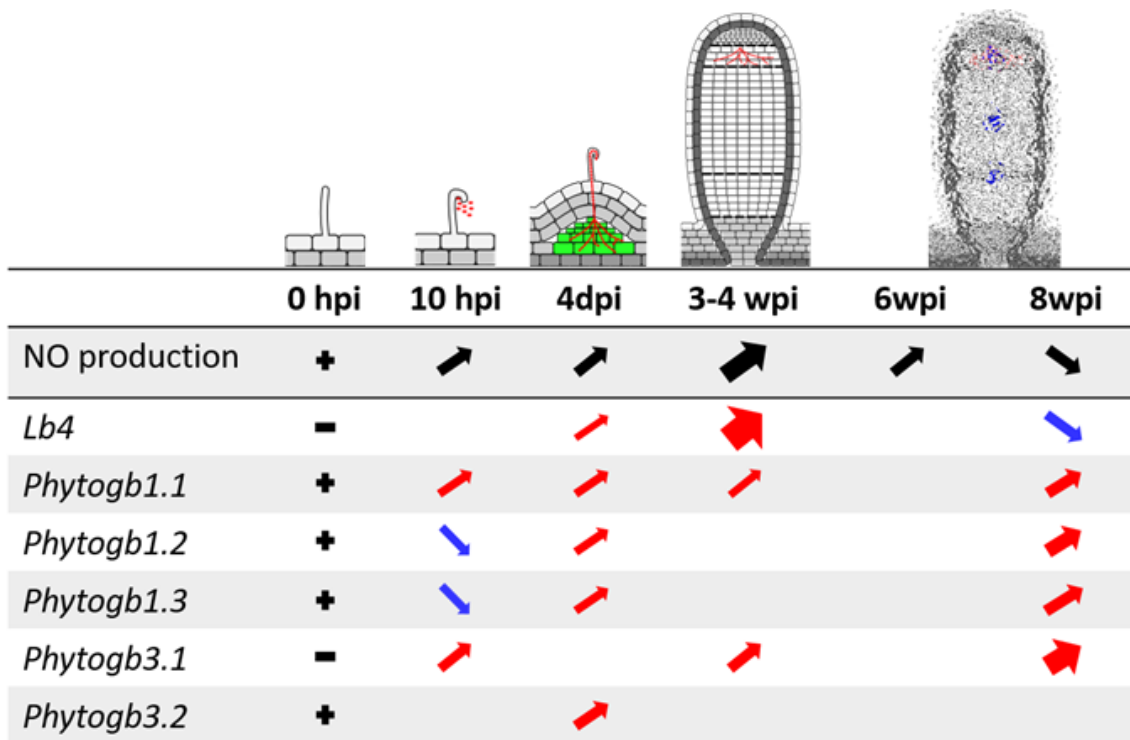 0 hpi 10 hpi 4dpi 3-4 wpi 6wpi 8wpi
NO production +
Lb4 -
Phytogb1.1 +
Phytogb1.2 +
Phytogb1.3 +
Phytogb3.1 -
Phytogb3.2 +